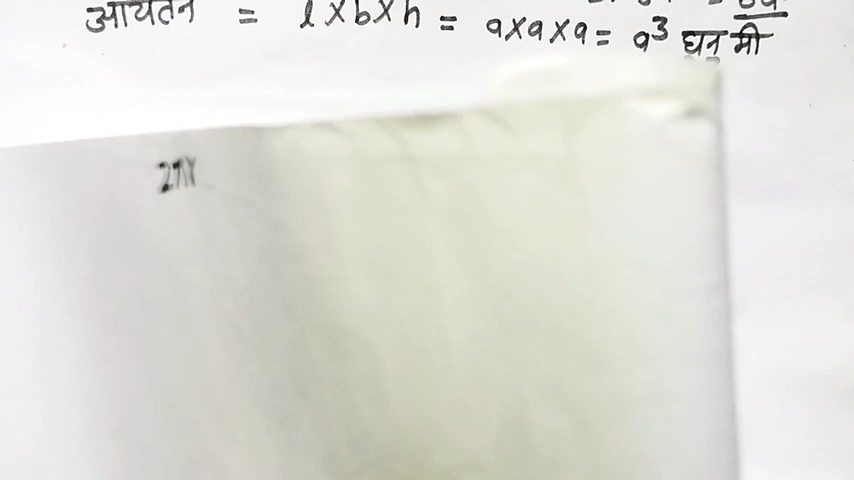 आयतन = l×b×h = a×a×a = a³ घन मी
2πr